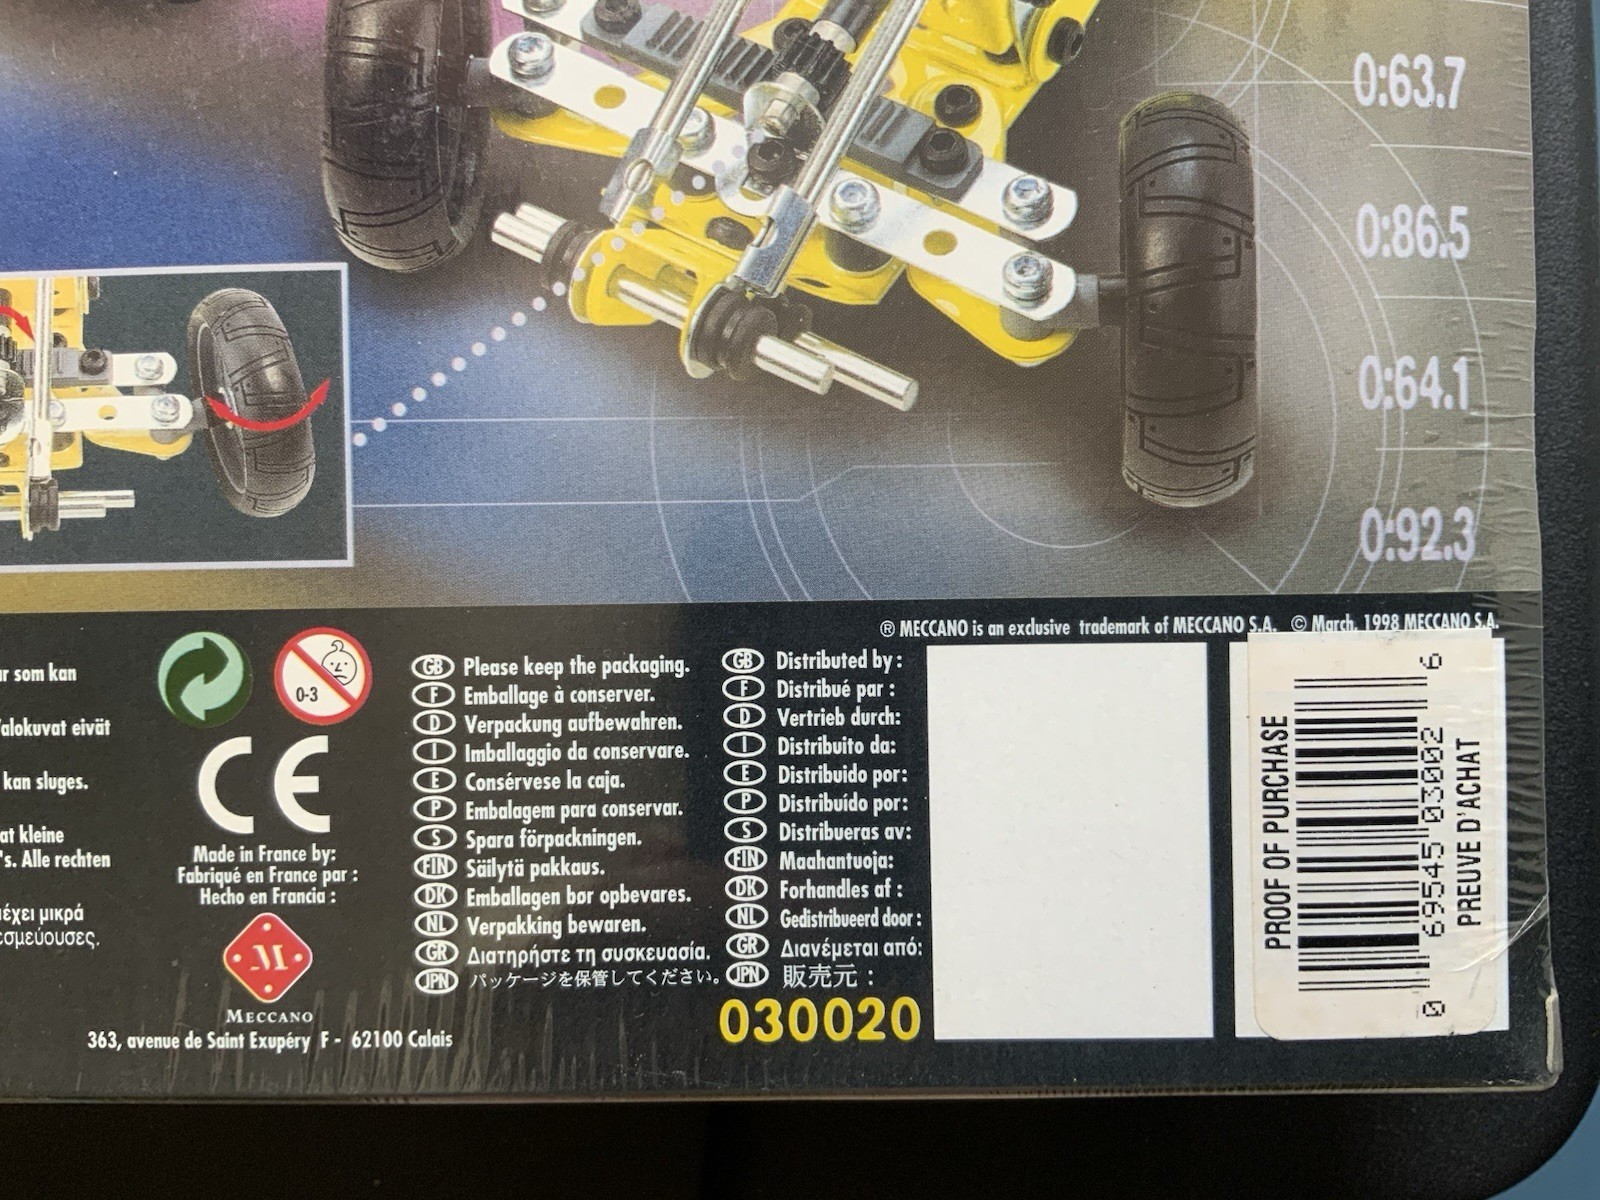 0:63.7
0:86.5
0:64.1
0:92.3
® MECCANO is an exclusive trademark of MECCANO S.A. © March, 1998 MECCANO S.A.
r som kan
alokuvat eivät
kan sluges.
at kleine
's. Alle rechten
έχει μικρά
εσμεύουσες.
0-3
CE
Made in France by:
Fabriqué en France par :
Hecho en Francia :
M
MECCANO
363, avenue de Saint Exupéry F - 62100 Calais
GB Please keep the packaging.
F Emballage à conserver.
D Verpackung aufbewahren.
I Imballaggio da conservare.
E Consérvese la caja.
P Embalagem para conservar.
S Spara förpackningen.
FIN Säilytä pakkaus.
DK Emballagen bør opbevares.
NL Verpakking bewaren.
GR Διατηρήστε τη συσκευασία.
JPN パッケージを保管してください。
GB Distributed by :
F Distribué par :
D Vertrieb durch:
I Distribuito da:
E Distribuido por:
P Distribuído por:
S Distribueras av:
FIN Maahantuoja:
DK Forhandles af :
NL Gedistribueerd door :
GR Διανέμεται από:
JPN 販売元 :
030020
PROOF OF PURCHASE
0 69545 03002 6
PREUVE D'ACHAT